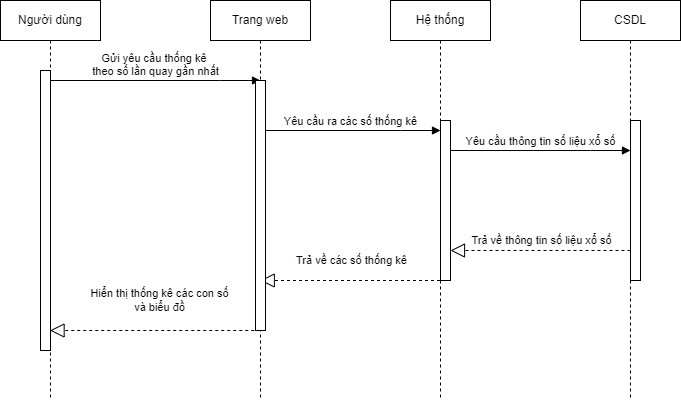 Người dùng
Trang web
Hệ thống
CSDL
Gửi yêu cầu thống kê
theo số lần quay gần nhất
Yêu cầu ra các số thống kê
Yêu cầu thông tin số liệu xổ số
Trả về thông tin số liệu xổ số
Trả về các số thống kê
Hiển thị thống kê các con số
và biểu đồ